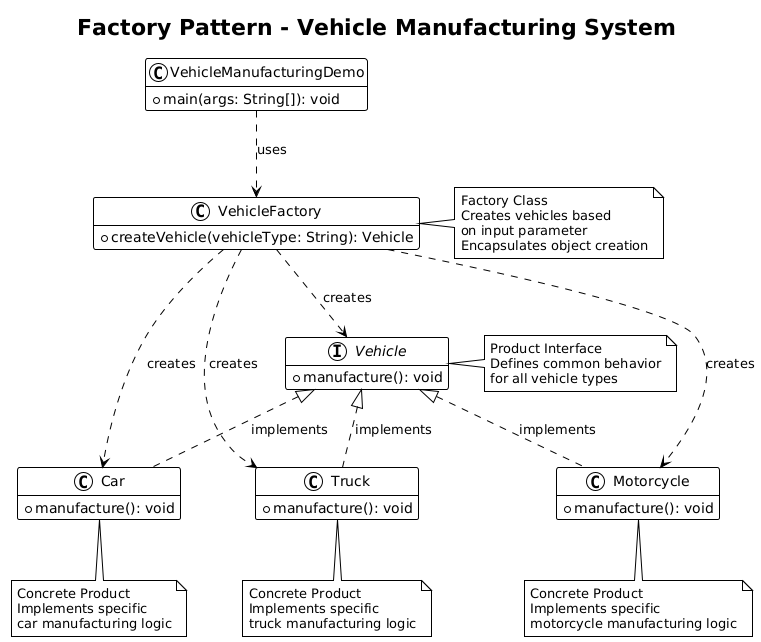 Factory Pattern - Vehicle Manufacturing System
C VehicleManufacturingDemo
main(args: String[]): void
uses
C VehicleFactory
createVehicle(vehicleType: String): Vehicle
Factory Class
Creates vehicles based
on input parameter
Encapsulates object creation
creates
I Vehicle
manufacture(): void
Product Interface
Defines common behavior
for all vehicle types
creates
creates
creates
implements
implements
implements
C Car
manufacture(): void
C Truck
manufacture(): void
C Motorcycle
manufacture(): void
Concrete Product
Implements specific
car manufacturing logic
Concrete Product
Implements specific
truck manufacturing logic
Concrete Product
Implements specific
motorcycle manufacturing logic